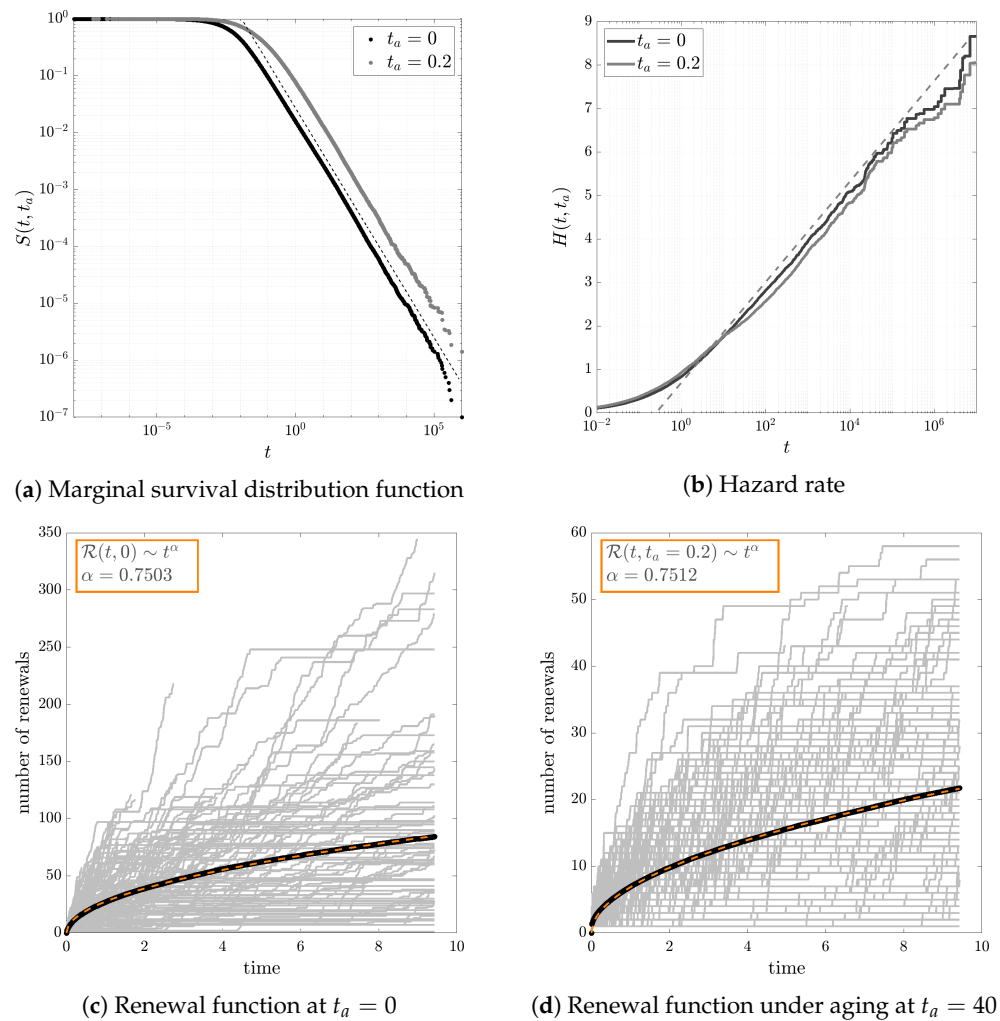 10^0
10^{-1}
10^{-2}
10^{-3}
10^{-4}
10^{-5}
10^{-6}
10^{-7}
S(t, t_a)
t_a = 0
t_a = 0.2
10^{-5} 10^0 10^5
t
(a) Marginal survival distribution function
9
8
7
6
5
4
3
2
1
0
H(t, t_a)
t_a = 0
t_a = 0.2
10^{-2} 10^0 10^2 10^4 10^6
t
(b) Hazard rate
350
300
250
200
150
100
50
0
number of renewals
R(t, 0) ∼ t^α
α = 0.7503
0 2 4 6 8 10
time
(c) Renewal function at t_a = 0
60
50
40
30
20
10
0
number of renewals
R(t, t_a = 0.2) ∼ t^α
α = 0.7512
0 2 4 6 8 10
time
(d) Renewal function under aging at t_a = 40